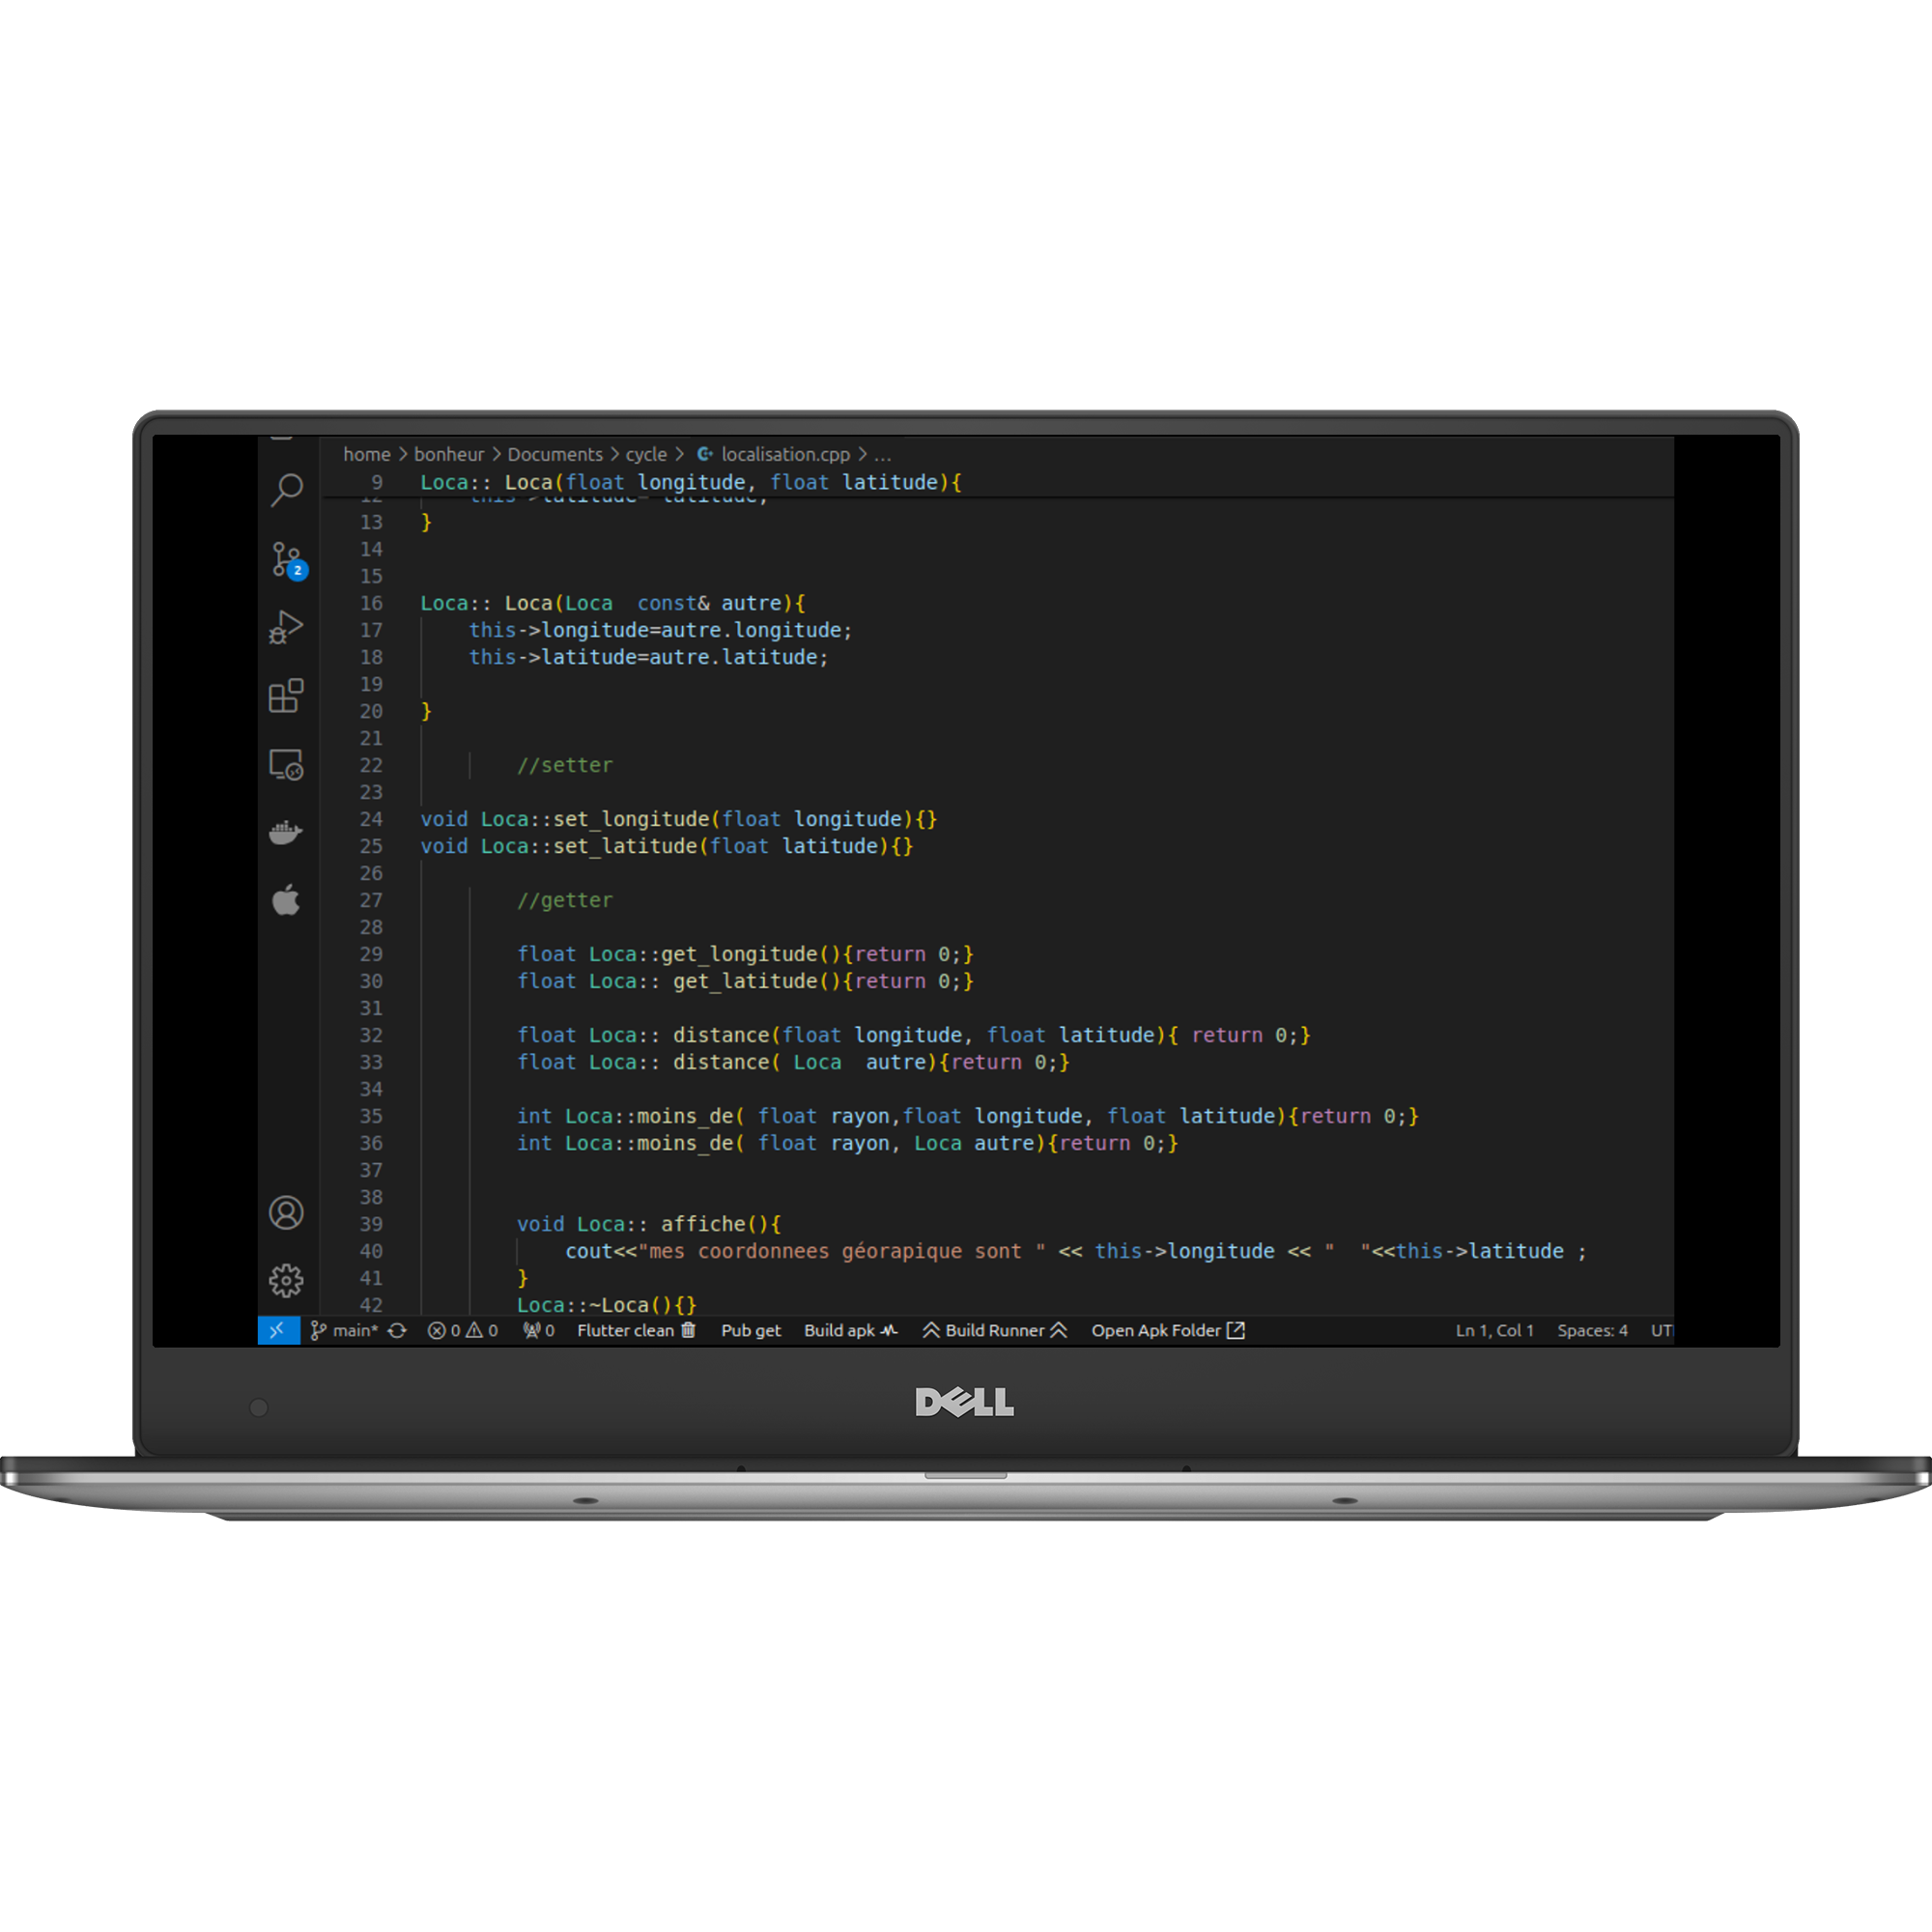 home > bonheur > Documents > cycle > localisation.cpp > ...
9 Loca:: Loca(float longitude, float latitude){
12 this->latitude= latitude;
13 }
14
15
16 Loca:: Loca(Loca  const& autre){
17 this->longitude=autre.longitude;
18 this->latitude=autre.latitude;
19
20 }
21
22 //setter
23
24 void Loca::set_longitude(float longitude){}
25 void Loca::set_latitude(float latitude){}
26
27 //getter
28
29 float Loca::get_longitude(){return 0;}
30 float Loca:: get_latitude(){return 0;}
31
32 float Loca:: distance(float longitude, float latitude){ return 0;}
33 float Loca:: distance( Loca  autre){return 0;}
34
35 int Loca::moins_de( float rayon,float longitude, float latitude){return 0;}
36 int Loca::moins_de( float rayon, Loca autre){return 0;}
37
38
39 void Loca:: affiche(){
40 cout<<"mes coordonnees géorapique sont " << this->longitude << "  "<<this->latitude ;
41 }
42 Loca::~Loca(){}
2
main* 0 0 0 Flutter clean Pub get Build apk Build Runner Open Apk Folder Ln 1, Col 1 Spaces: 4 UT
DELL